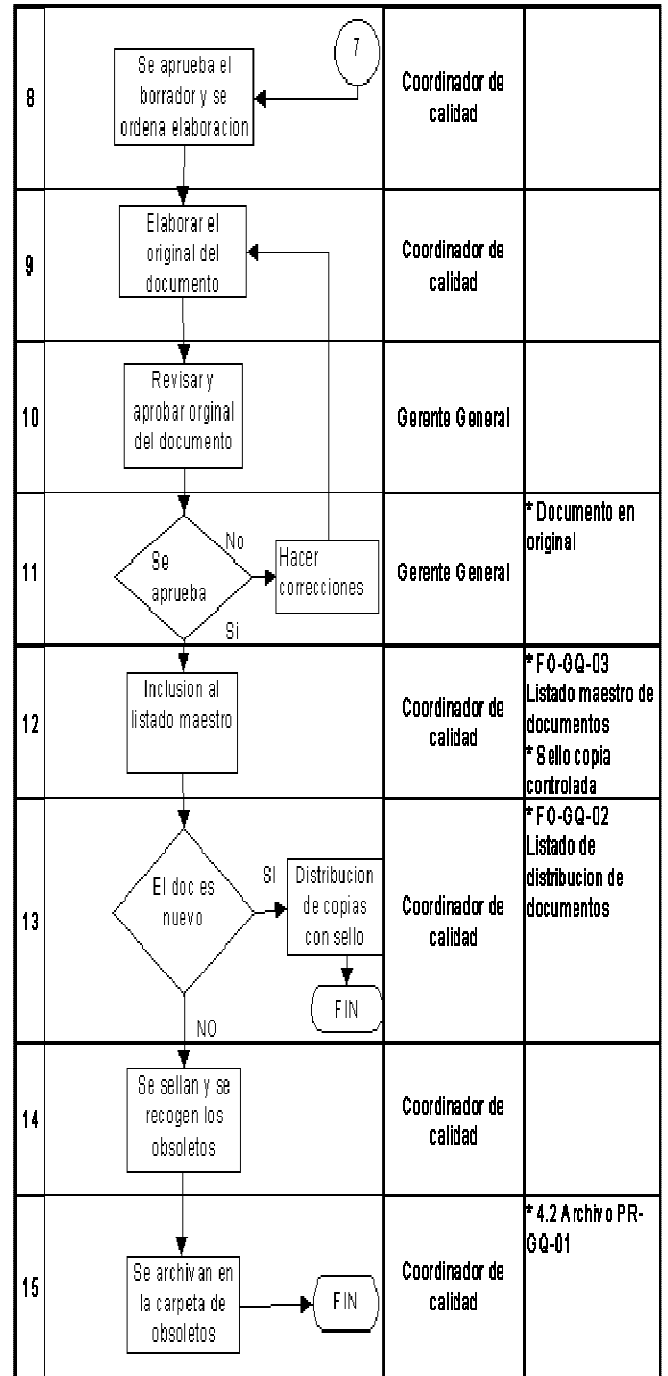 7
8
Se aprueba el
borrador y se
ordena elaboracion
Coordinador de
calidad
9
Elaborar el
original del
documento
Coordinador de
calidad
10
Revisar y
aprobar orginal
del documento
Gerente General
11
Se
aprueba
No
Si
Hacer
correcciones
Gerente General
* Documento en
original
12
Inclusion al
listado maestro
Coordinador de
calidad
* FO-GQ-03
Listado maestro de
documentos
* Sello copia
controlada
13
El doc es
nuevo
SI
NO
Distribucion
de copias
con sello
FIN
Coordinador de
calidad
* FO-GQ-02
Listado de
distribucion de
documentos
14
Se sellan y se
recogen los
obsoletos
Coordinador de
calidad
15
Se archivan en
la carpeta de
obsoletos
FIN
Coordinador de
calidad
* 4.2 Archivo PR-
GQ-01